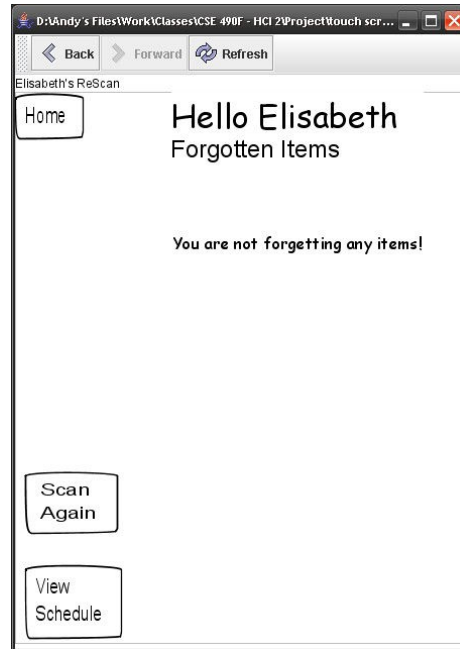 D:\Andy's Files\Work\Classes\CSE 490F - HCI 2\Project\touch scr...
Back Forward Refresh
Elisabeth's ReScan
Home
Hello Elisabeth
Forgotten Items
You are not forgetting any items!
Scan
Again
View
Schedule